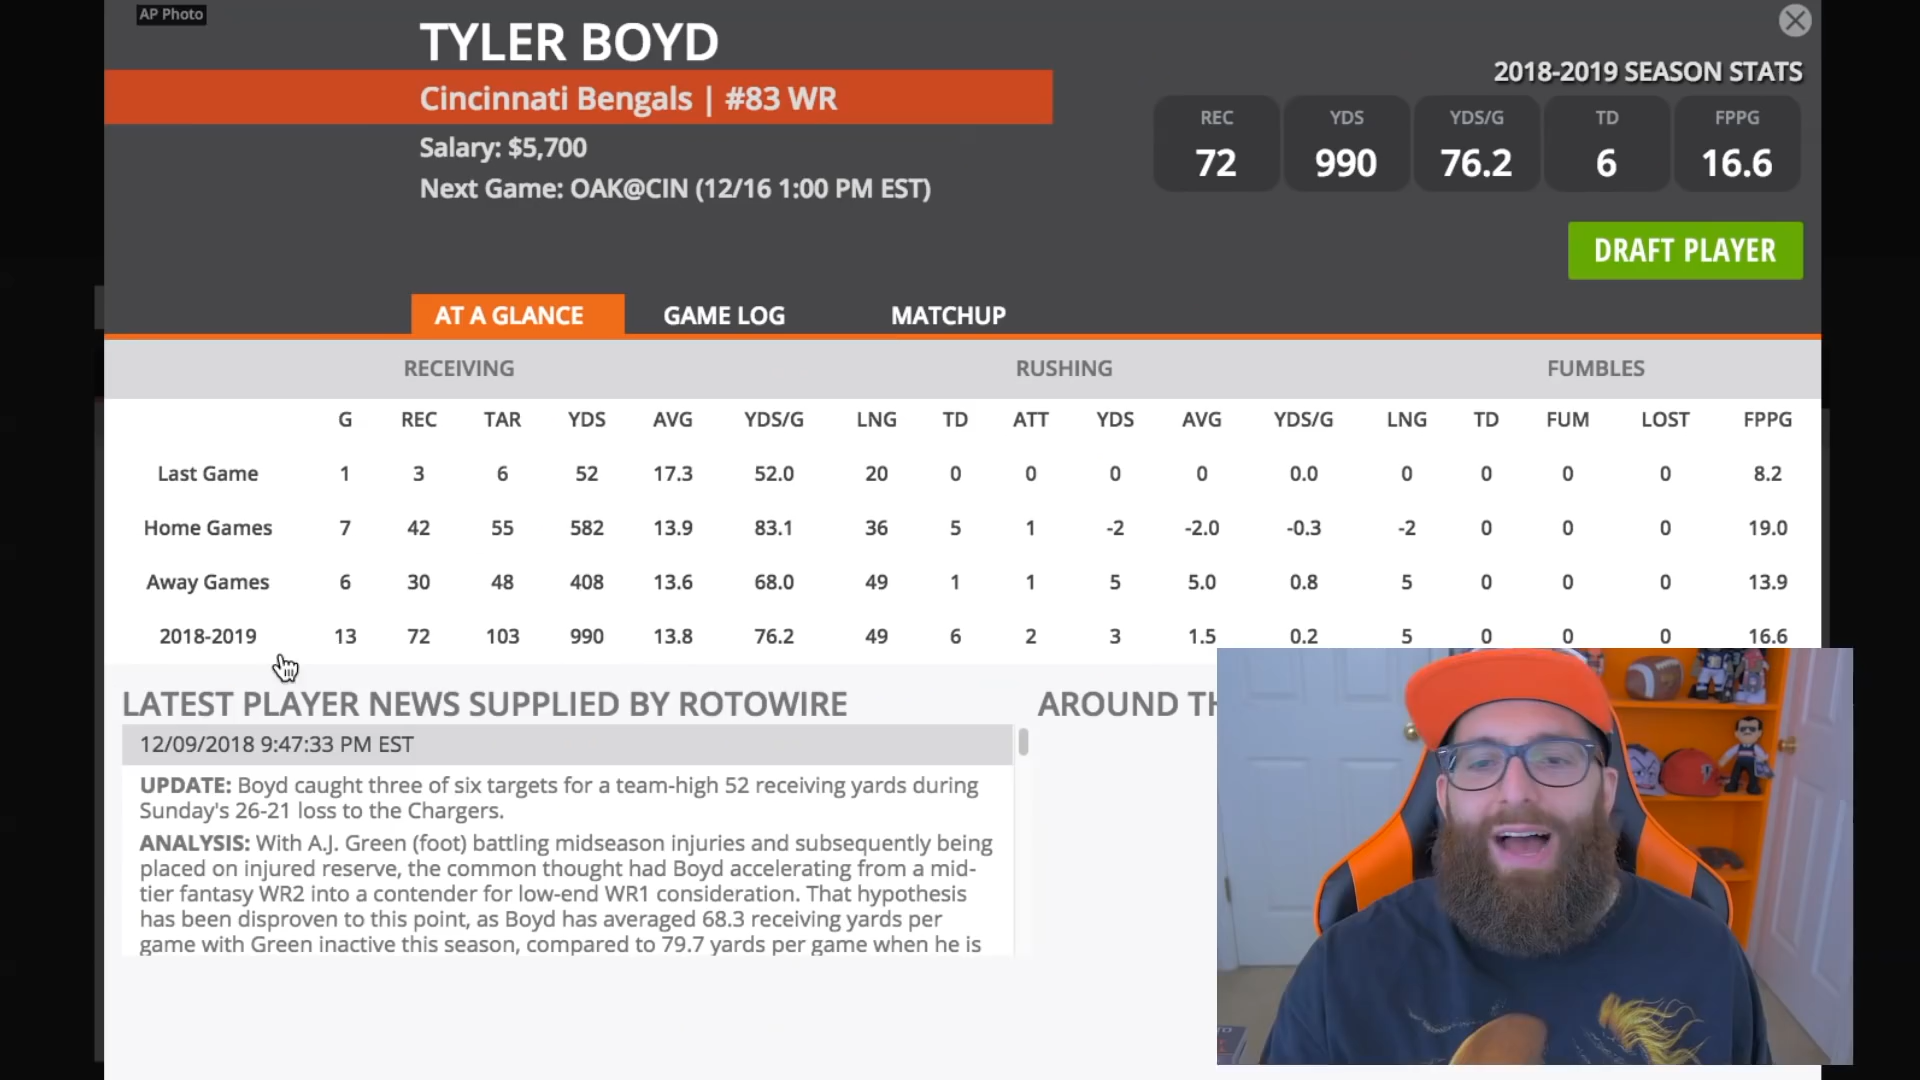 AP Photo
TYLER BOYD
Cincinnati Bengals | #83 WR
Salary: $5,700
Next Game: OAK@CIN (12/16 1:00 PM EST)
2018-2019 SEASON STATS
REC YDS YDS/G TD FPPG
72 990 76.2 6 16.6
DRAFT PLAYER
AT A GLANCE GAME LOG MATCHUP
RECEIVING RUSHING FUMBLES
G REC TAR YDS AVG YDS/G LNG TD ATT YDS AVG YDS/G LNG TD FUM LOST FPPG
Last Game 1 3 6 52 17.3 52.0 20 0 0 0 0 0.0 0 0 0 0 8.2
Home Games 7 42 55 582 13.9 83.1 36 5 1 -2 -2.0 -0.3 -2 0 0 0 19.0
Away Games 6 30 48 408 13.6 68.0 49 1 1 5 5.0 0.8 5 0 0 0 13.9
2018-2019 13 72 103 990 13.8 76.2 49 6 2 3 1.5 0.2 5 0 0 0 16.6
LATEST PLAYER NEWS SUPPLIED BY ROTOWIRE
AROUND TH
12/09/2018 9:47:33 PM EST
UPDATE: Boyd caught three of six targets for a team-high 52 receiving yards during
Sunday's 26-21 loss to the Chargers.
ANALYSIS: With A.J. Green (foot) battling midseason injuries and subsequently being
placed on injured reserve, the common thought had Boyd accelerating from a mid-
tier fantasy WR2 into a contender for low-end WR1 consideration. That hypothesis
has been disproven to this point, as Boyd has averaged 68.3 receiving yards per
game with Green inactive this season, compared to 79.7 yards per game when he is